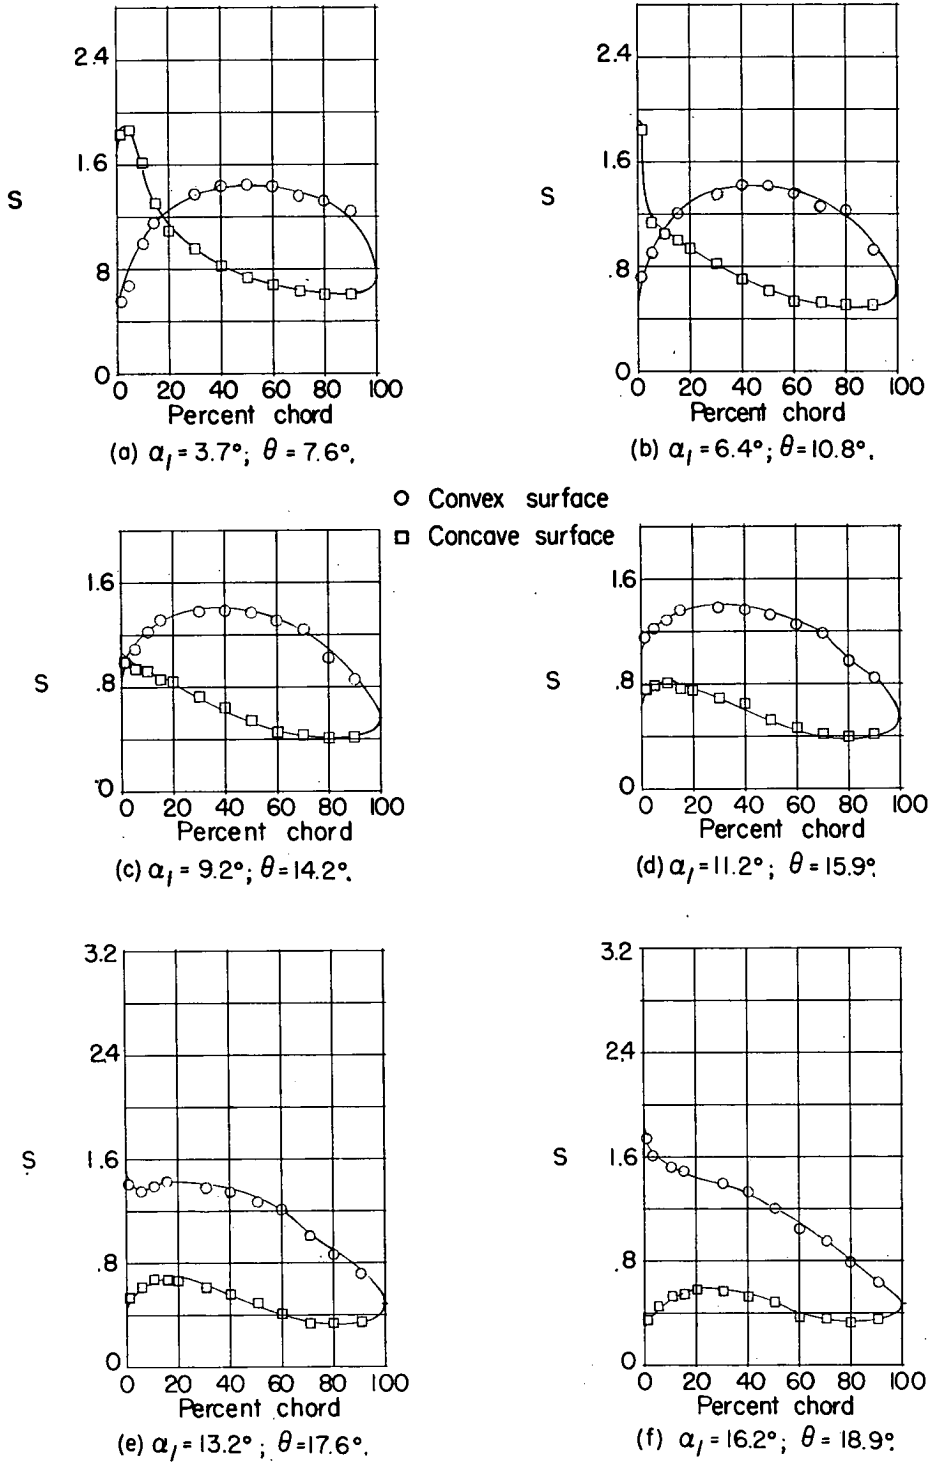 2.4
1.6
S
.8
0
0 20 40 60 80 100
Percent chord
(a) α₁ = 3.7°; θ = 7.6°.
2.4
1.6
S
.8
0
0 20 40 60 80 100
Percent chord
(b) α₁ = 6.4°; θ = 10.8°.
Convex surface
Concave surface
1.6
S
.8
0
0 20 40 60 80 100
Percent chord
(c) α₁ = 9.2°; θ = 14.2°.
1.6
S
.8
0
0 20 40 60 80 100
Percent chord
(d) α₁ = 11.2°; θ = 15.9°.
3.2
2.4
1.6
S
.8
0
0 20 40 60 80 100
Percent chord
(e) α₁ = 13.2°; θ = 17.6°.
3.2
2.4
1.6
S
.8
0
0 20 40 60 80 100
Percent chord
(f) α₁ = 16.2°; θ = 18.9°.